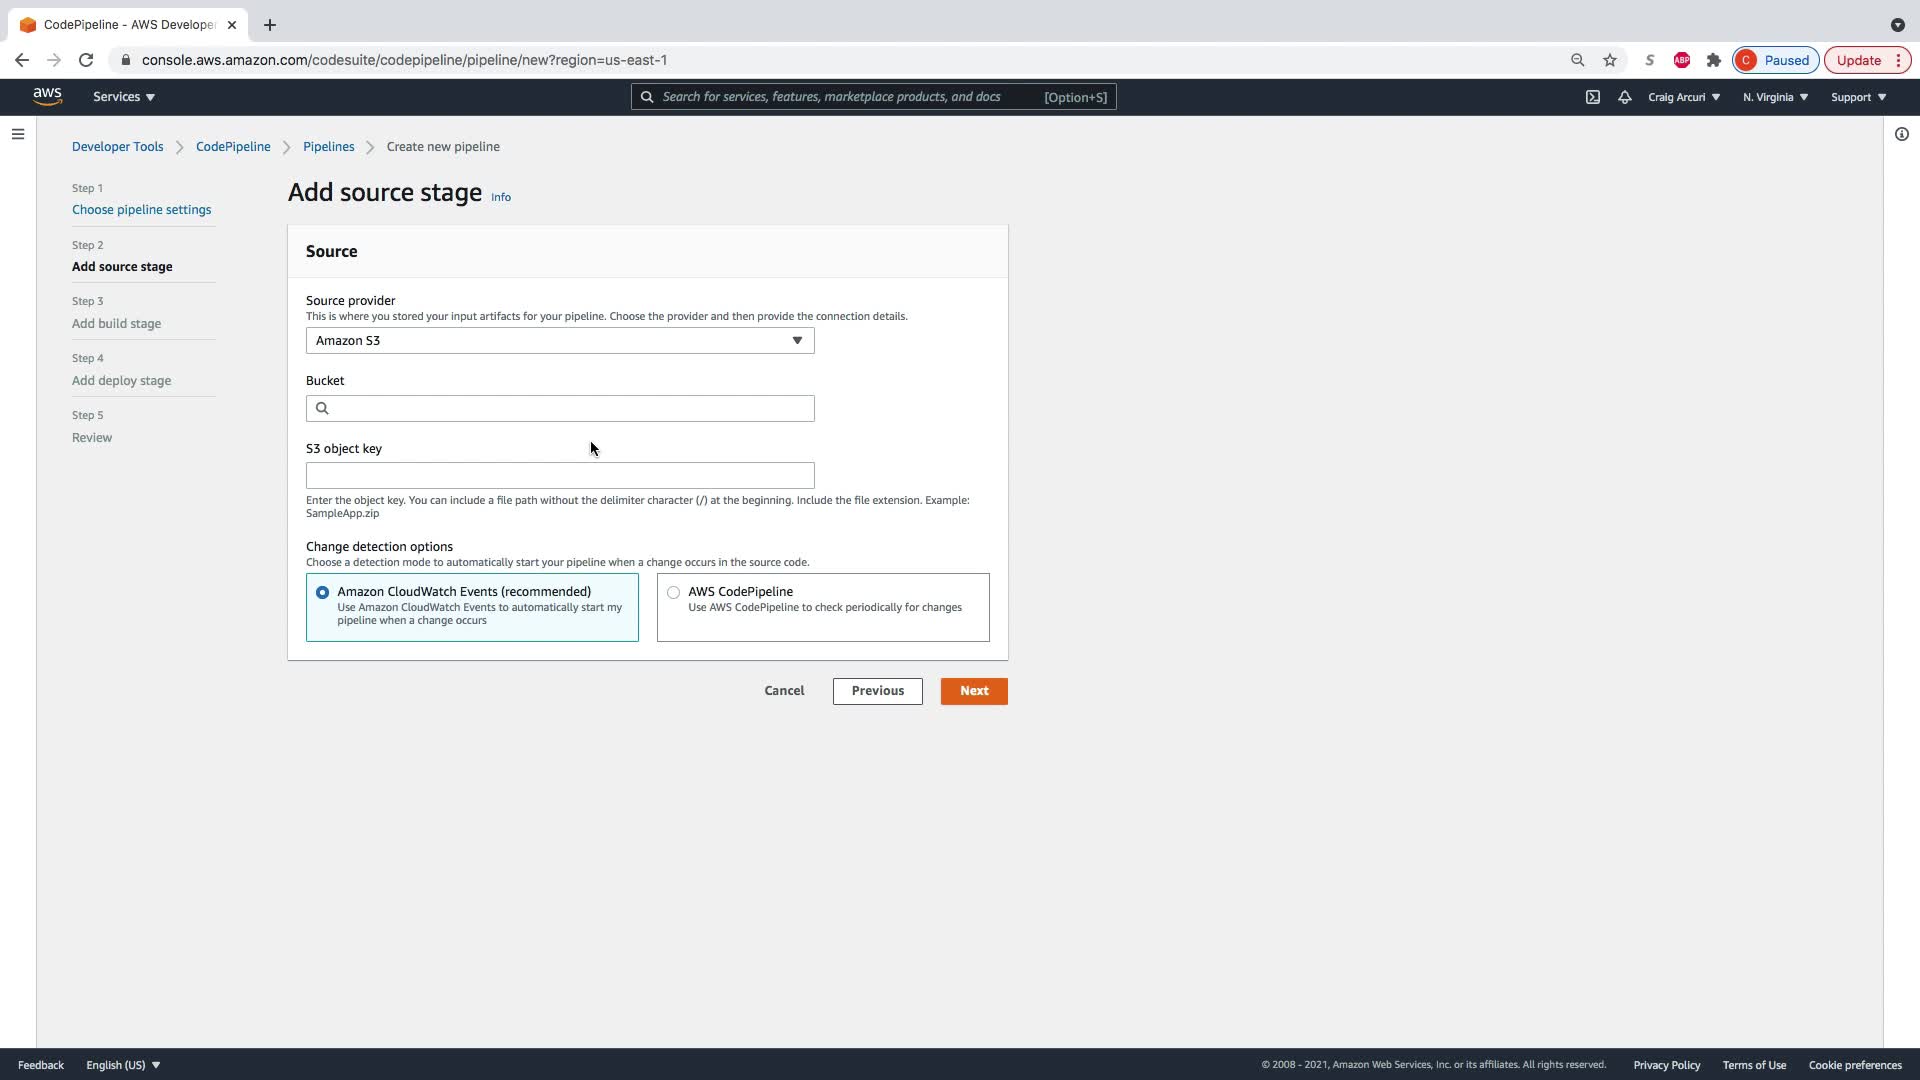 CodePipeline - AWS Develope
console.aws.amazon.com/codesuite/codepipeline/pipeline/new?region=us-east-1
S
ABP
C Paused
Update
aws
Services
Search for services, features, marketplace products, and docs [Option+S]
Craig Arcuri
N. Virginia
Support
Developer Tools
CodePipeline
Pipelines
Create new pipeline
Step 1
Choose pipeline settings
Step 2
Add source stage
Step 3
Add build stage
Step 4
Add deploy stage
Step 5
Review
Add source stage Info
Source
Source provider
This is where you stored your input artifacts for your pipeline. Choose the provider and then provide the connection details.
Amazon S3
Bucket
S3 object key
Enter the object key. You can include a file path without the delimiter character (/) at the beginning. Include the file extension. Example:
SampleApp.zip
Change detection options
Choose a detection mode to automatically start your pipeline when a change occurs in the source code.
Amazon CloudWatch Events (recommended)
Use Amazon CloudWatch Events to automatically start my
pipeline when a change occurs
AWS CodePipeline
Use AWS CodePipeline to check periodically for changes
Cancel
Previous
Next
Feedback
English (US)
© 2008 - 2021, Amazon Web Services, Inc. or its affiliates. All rights reserved.
Privacy Policy
Terms of Use
Cookie preferences